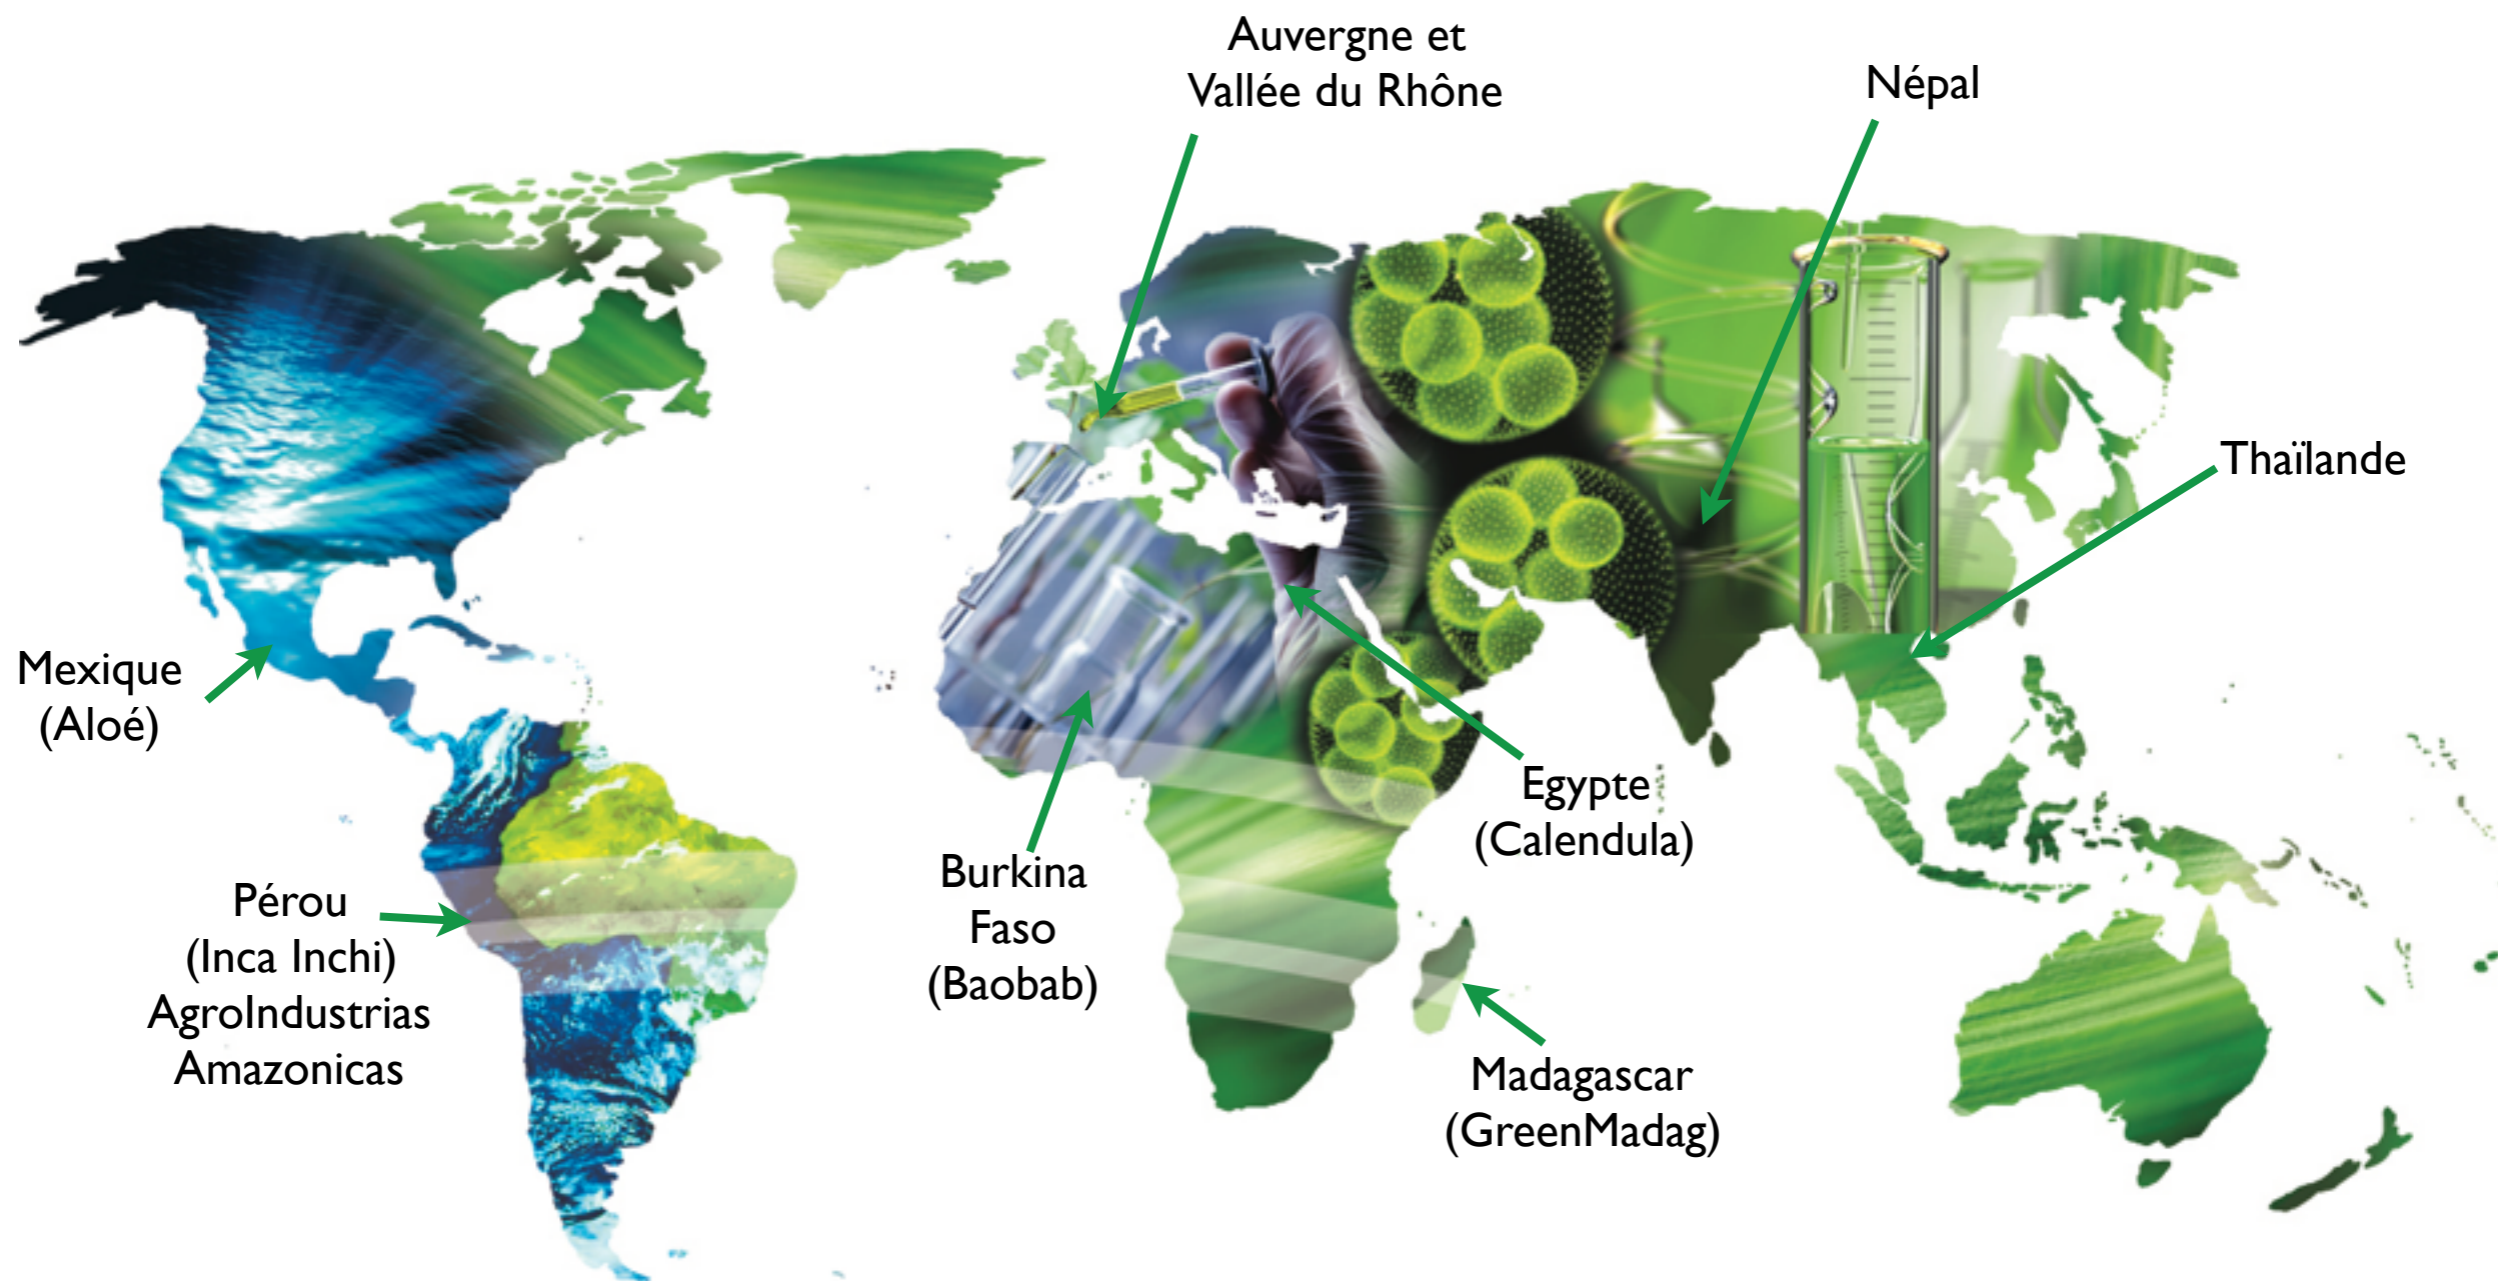 Auvergne et
Vallée du Rhône
Népal
Thaïlande
Mexique
(Aloé)
Egypte
(Calendula)
Burkina
Faso
(Baobab)
Pérou
(Inca Inchi)
AgroIndustrias
Amazonicas
Madagascar
(GreenMadag)